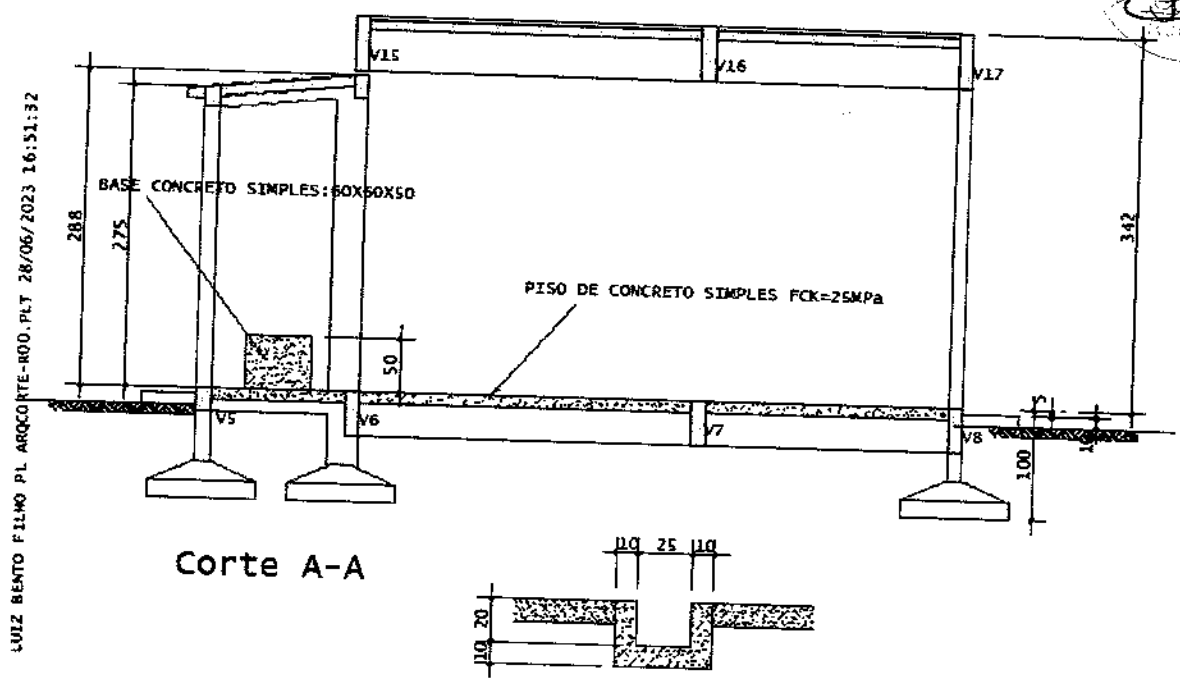 LUIZ BENTO FILHO PL ARQCORTE-R00.PLT 28/06/2023 16:51:32
V15
V16
V17
288
275
342
BASE CONCRETO SIMPLES:60X60X50
PISO DE CONCRETO SIMPLES FCK=25MPa
50
5
V5
V6
V7
V8
100
Corte A-A
10 25 10
20
10